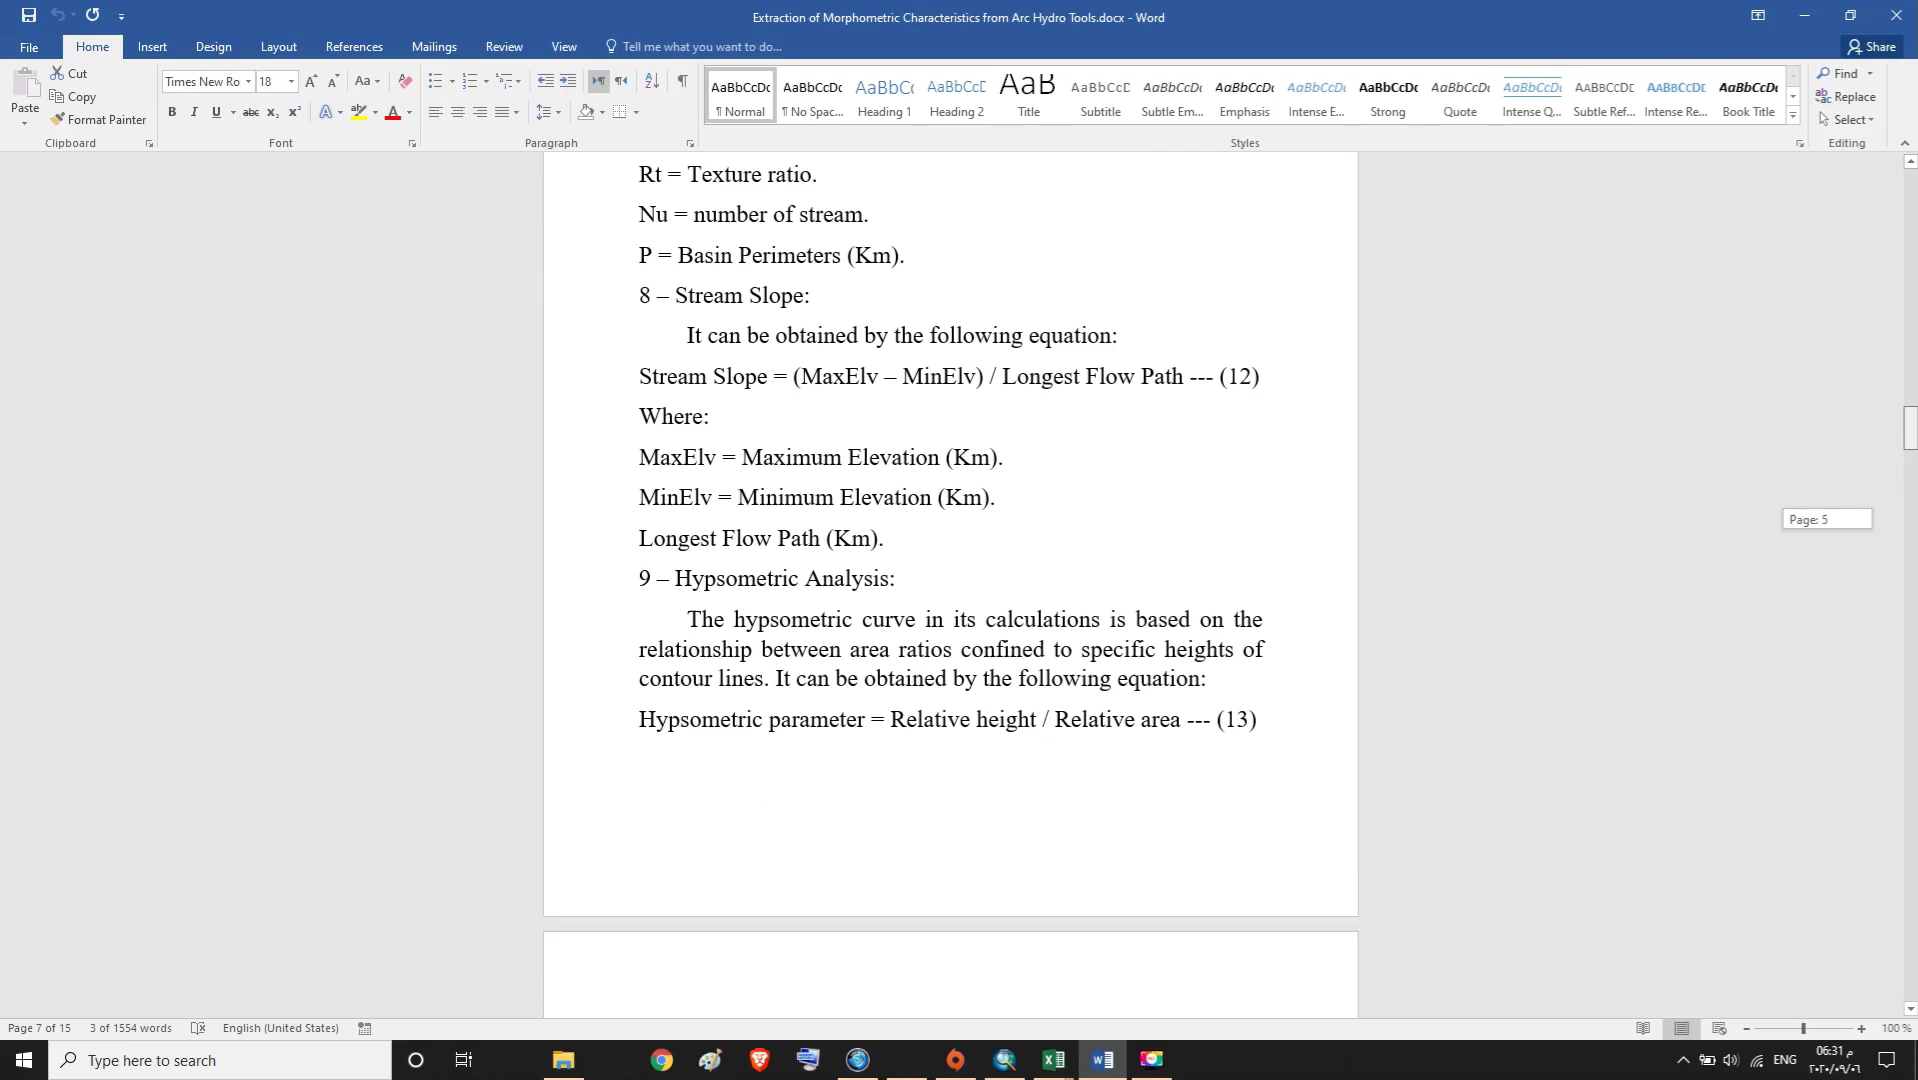 Extraction of Morphometric Characteristics from Arc Hydro Tools.docx - Word
File Home Insert Design Layout References Mailings Review View Tell me what you want to do... Share
Paste
Cut
Copy
Format Painter
Clipboard
Times New Ro 18
Font
Paragraph
AaBbCcDc AaBbCcDc AaBbC( AaBbCcE AaB AaBbCcD AaBbCcDc AaBbCcDc AaBbCcDc AaBbCcDc AaBbCcDc AaBbCcDc AaBbCcDc AaBbCcDc AaBbCcDc
¶ Normal ¶ No Spac... Heading 1 Heading 2 Title Subtitle Subtle Em... Emphasis Intense E... Strong Quote Intense Q... Subtle Ref... Intense Re... Book Title
Styles
Find
Replace
Select
Editing
Rt = Texture ratio.
Nu = number of stream.
P = Basin Perimeters (Km).
8 – Stream Slope:
It can be obtained by the following equation:
Stream Slope = (MaxElv – MinElv) / Longest Flow Path --- (12)
Where:
MaxElv = Maximum Elevation (Km).
MinElv = Minimum Elevation (Km).
Longest Flow Path (Km).
9 – Hypsometric Analysis:
The hypsometric curve in its calculations is based on the
relationship between area ratios confined to specific heights of
contour lines. It can be obtained by the following equation:
Hypsometric parameter = Relative height / Relative area --- (13)
Page: 5
Page 7 of 15 3 of 1554 words English (United States) 100 %
Type here to search
ENG
06:31 م
٢٠٢٠/٠٩/٠٦